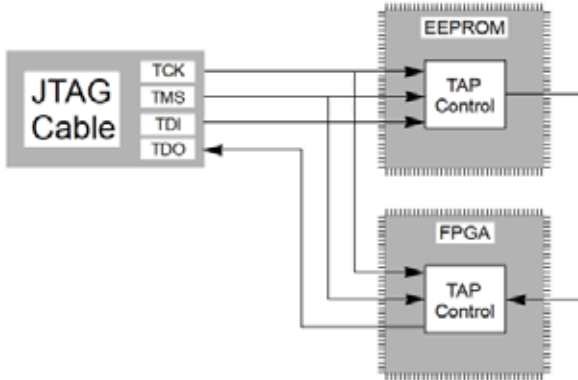 JTAG
Cable
TCK
TMS
TDI
TDO
EEPROM
TAP
Control
FPGA
TAP
Control